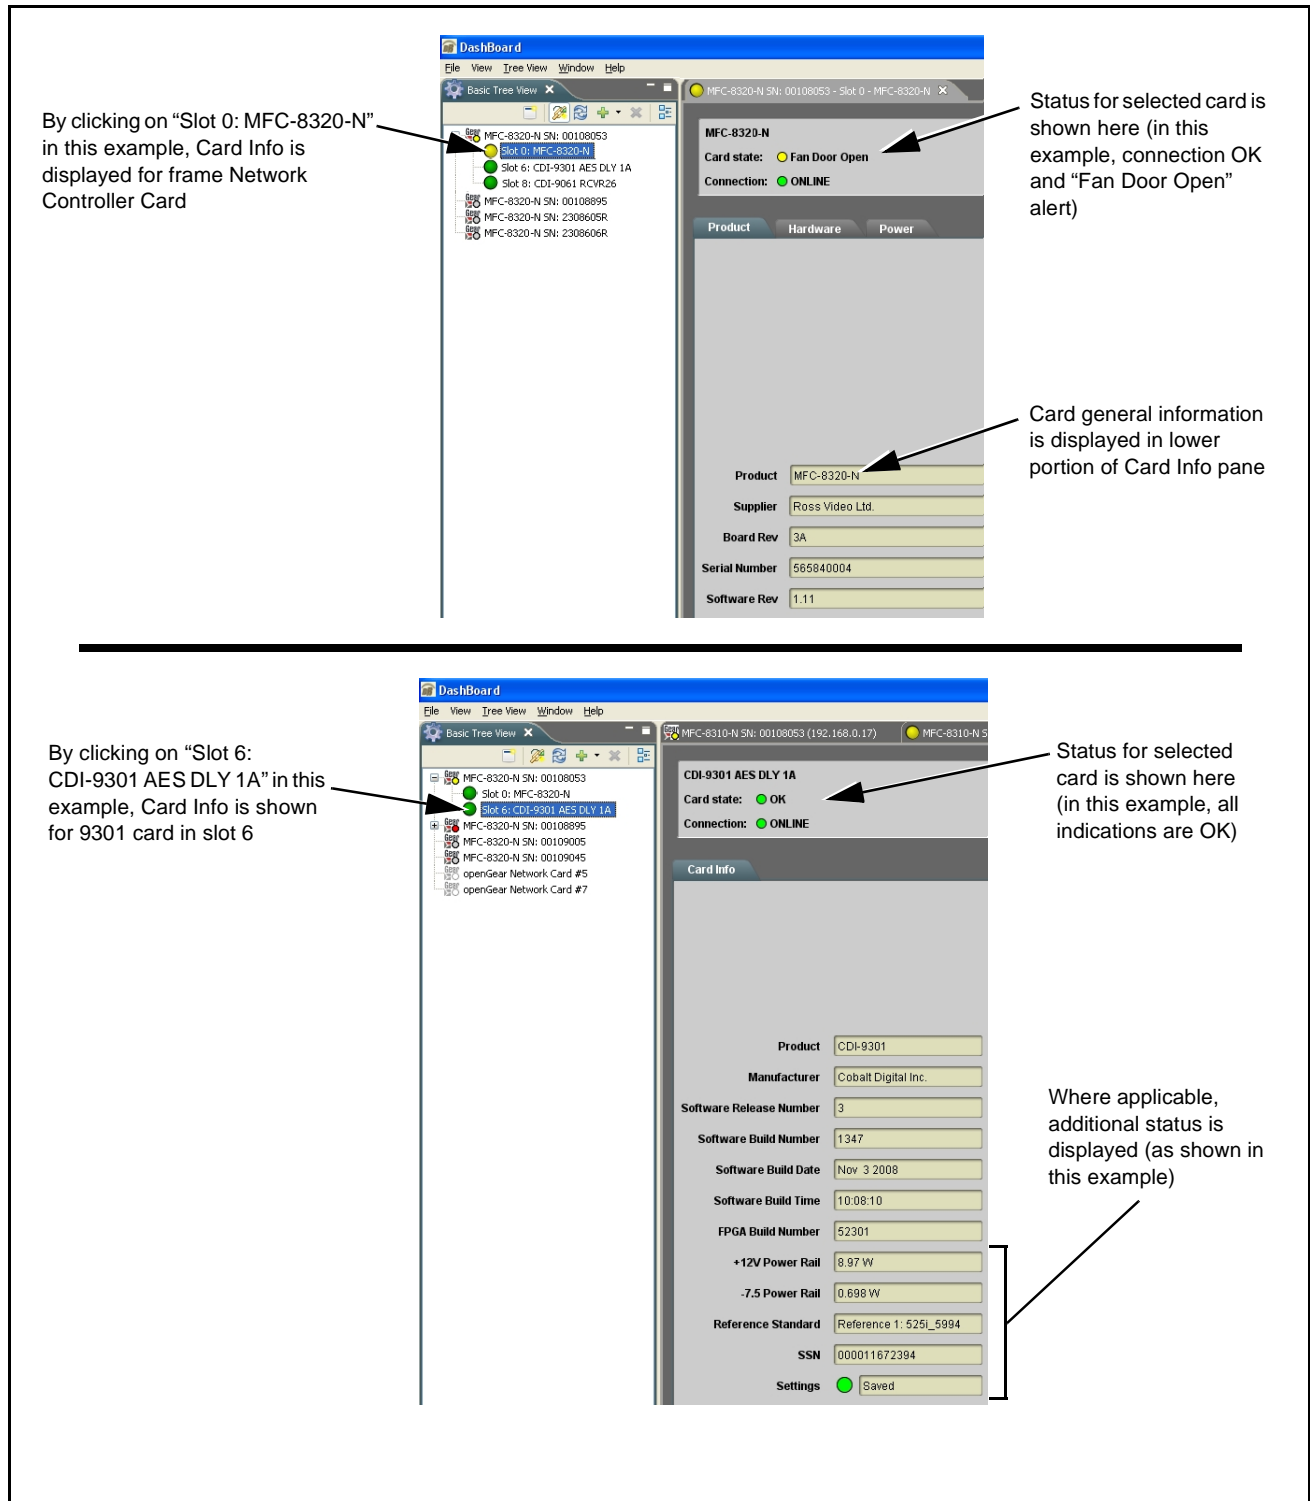 DashBoard
File View Tree View Window Help
Basic Tree View
MFC-8320-N SN: 00108053 - Slot 0 - MFC-8320-N
By clicking on “Slot 0: MFC-8320-N”
in this example, Card Info is
displayed for frame Network
Controller Card
MFC-8320-N SN: 00108053
Slot 0: MFC-8320-N
Slot 6: CDI-9301 AES DLY 1A
Slot 8: CDI-9061 RCVR26
MFC-8320-N SN: 00108895
MFC-8320-N SN: 2308605R
MFC-8320-N SN: 2308606R
MFC-8320-N
Card state: Fan Door Open
Connection: ONLINE
Status for selected card is
shown here (in this
example, connection OK
and “Fan Door Open”
alert)
Product Hardware Power
Card general information
is displayed in lower
portion of Card Info pane
Product MFC-8320-N
Supplier Ross Video Ltd.
Board Rev 3A
Serial Number 565840004
Software Rev 1.11
DashBoard
File View Tree View Window Help
Basic Tree View
MFC-8310-N SN: 00108053 (192.168.0.17) MFC-8310-N S
By clicking on “Slot 6:
CDI-9301 AES DLY 1A” in this
example, Card Info is shown
for 9301 card in slot 6
MFC-8320-N SN: 00108053
Slot 0: MFC-8320-N
Slot 6: CDI-9301 AES DLY 1A
MFC-8320-N SN: 00108895
MFC-8320-N SN: 00109005
MFC-8320-N SN: 00109045
openGear Network Card #5
openGear Network Card #7
CDI-9301 AES DLY 1A
Card state: OK
Connection: ONLINE
Status for selected
card is shown here
(in this example, all
indications are OK)
Card Info
Product CDI-9301
Manufacturer Cobalt Digital Inc.
Software Release Number 3
Software Build Number 1347
Software Build Date Nov 3 2008
Software Build Time 10:08:10
FPGA Build Number 52301
+12V Power Rail 8.97 W
-7.5 Power Rail 0.698 W
Reference Standard Reference 1: 525i_5994
SSN 000011672394
Settings Saved
Where applicable,
additional status is
displayed (as shown in
this example)